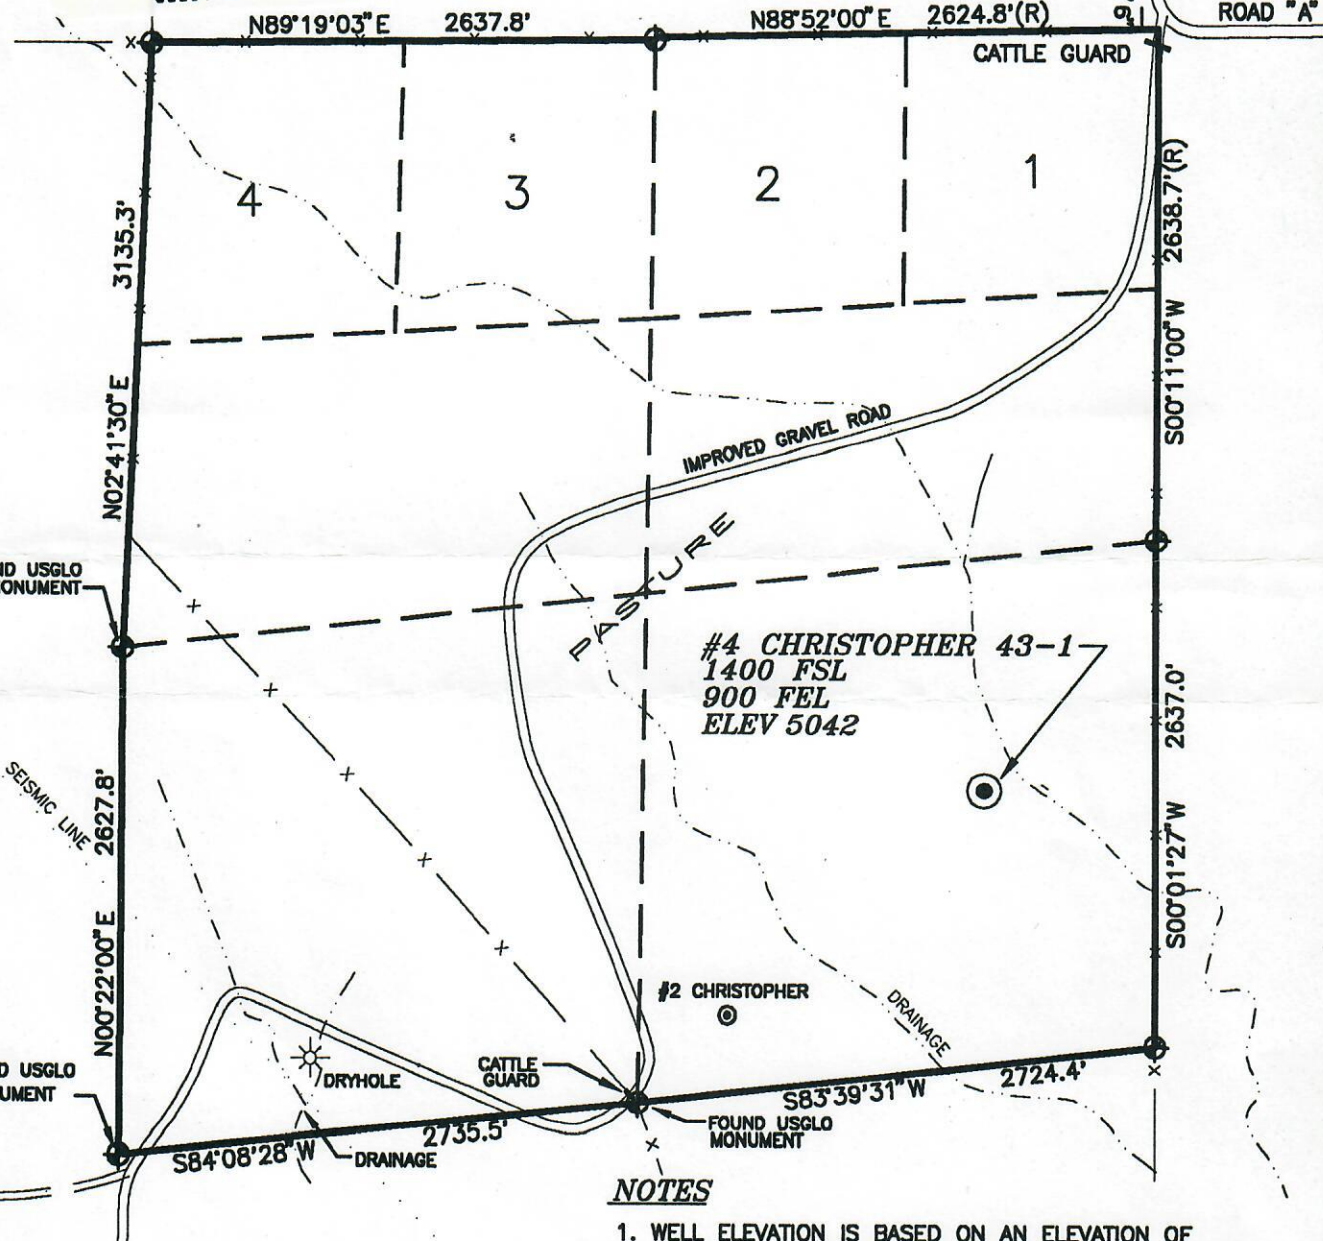 N89°19'03"E 2637.8'
N88°52'00"E 2624.8'(R)
ROAD "A"
CATTLE GUARD
4
3
2
1
3135.3'
N02°41'30"E
2638.7'(R)
S00°11'00"W
IMPROVED GRAVEL ROAD
PASTURE
USGLO
#4 CHRISTOPHER 43-1
1400 FSL
900 FEL
ELEV 5042
2637.0'
S00°01'27"W
SEISMIC LINE
2627.8'
N00°22'00"E
#2 CHRISTOPHER
DRAINAGE
USGLO
CATTLE
GUARD
DRYHOLE
2724.4'
S83°39'31"W
FOUND USGLO
MONUMENT
2735.5'
S84°08'28"W
DRAINAGE
NOTES
1. WELL ELEVATION IS BASED ON AN ELEVATION OF